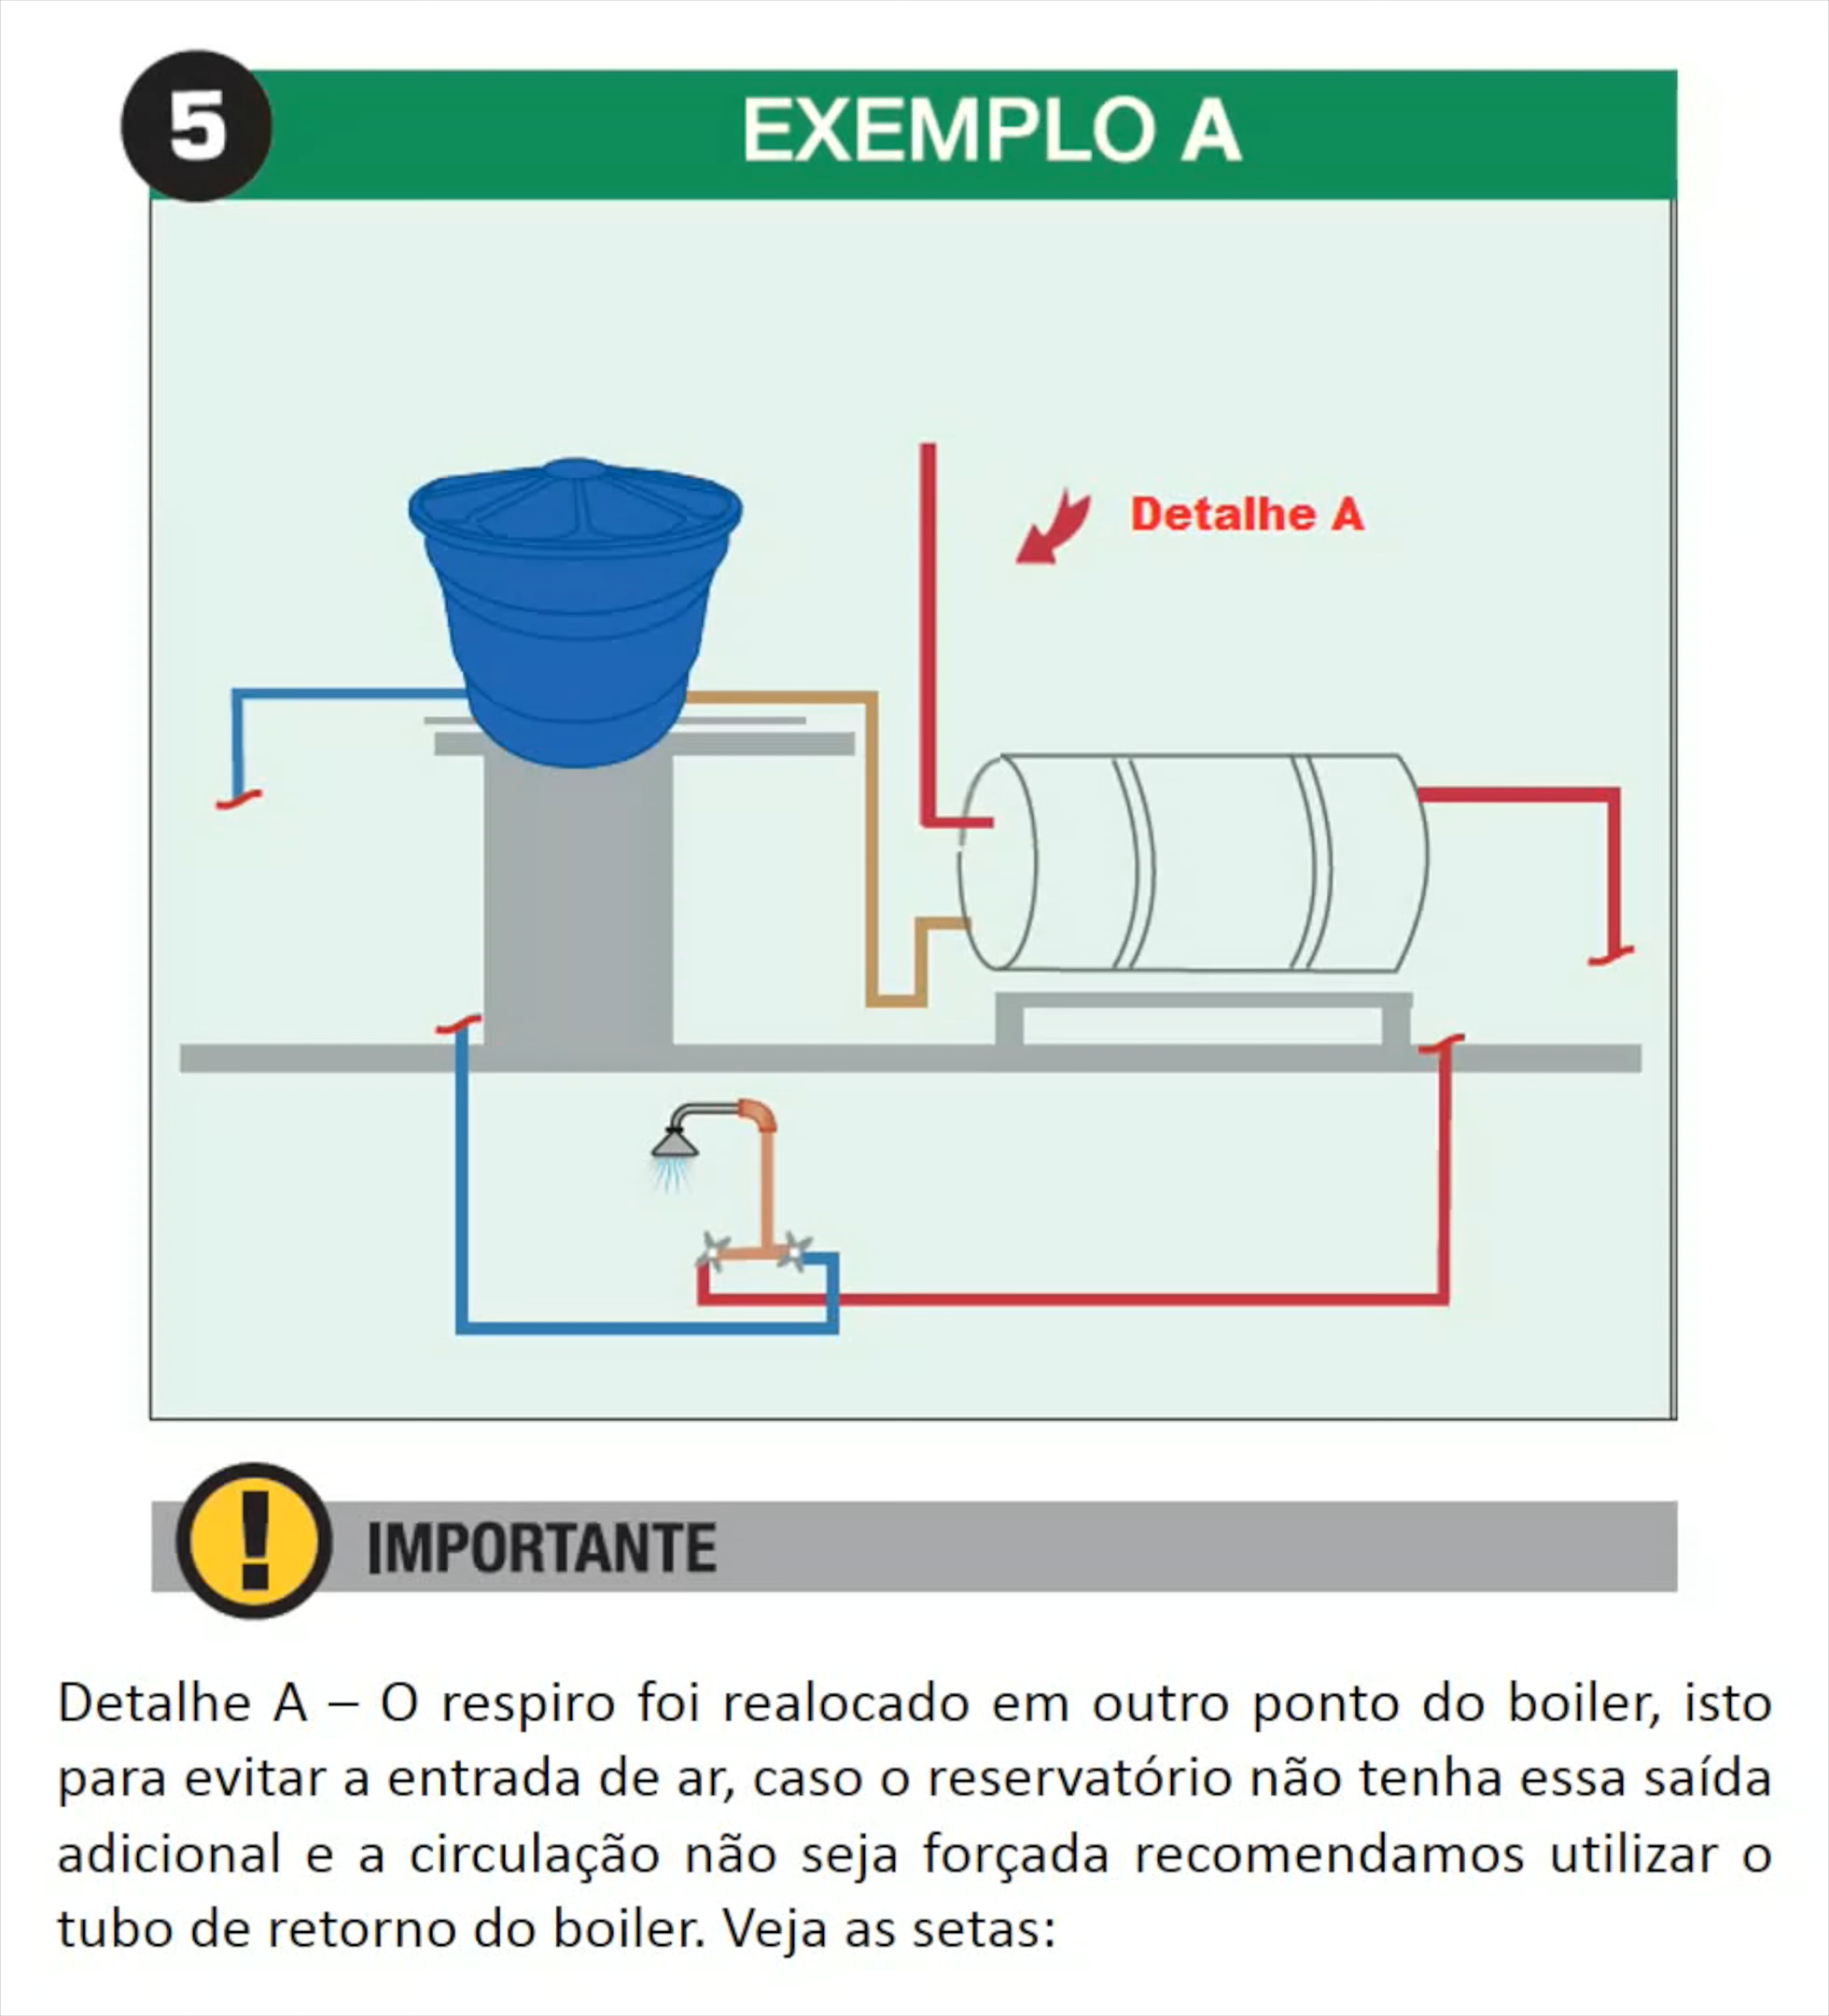 5
EXEMPLO A
Detalhe A
! IMPORTANTE
Detalhe A – O respiro foi realocado em outro ponto do boiler, isto
para evitar a entrada de ar, caso o reservatório não tenha essa saída
adicional e a circulação não seja forçada recomendamos utilizar o
tubo de retorno do boiler. Veja as setas: